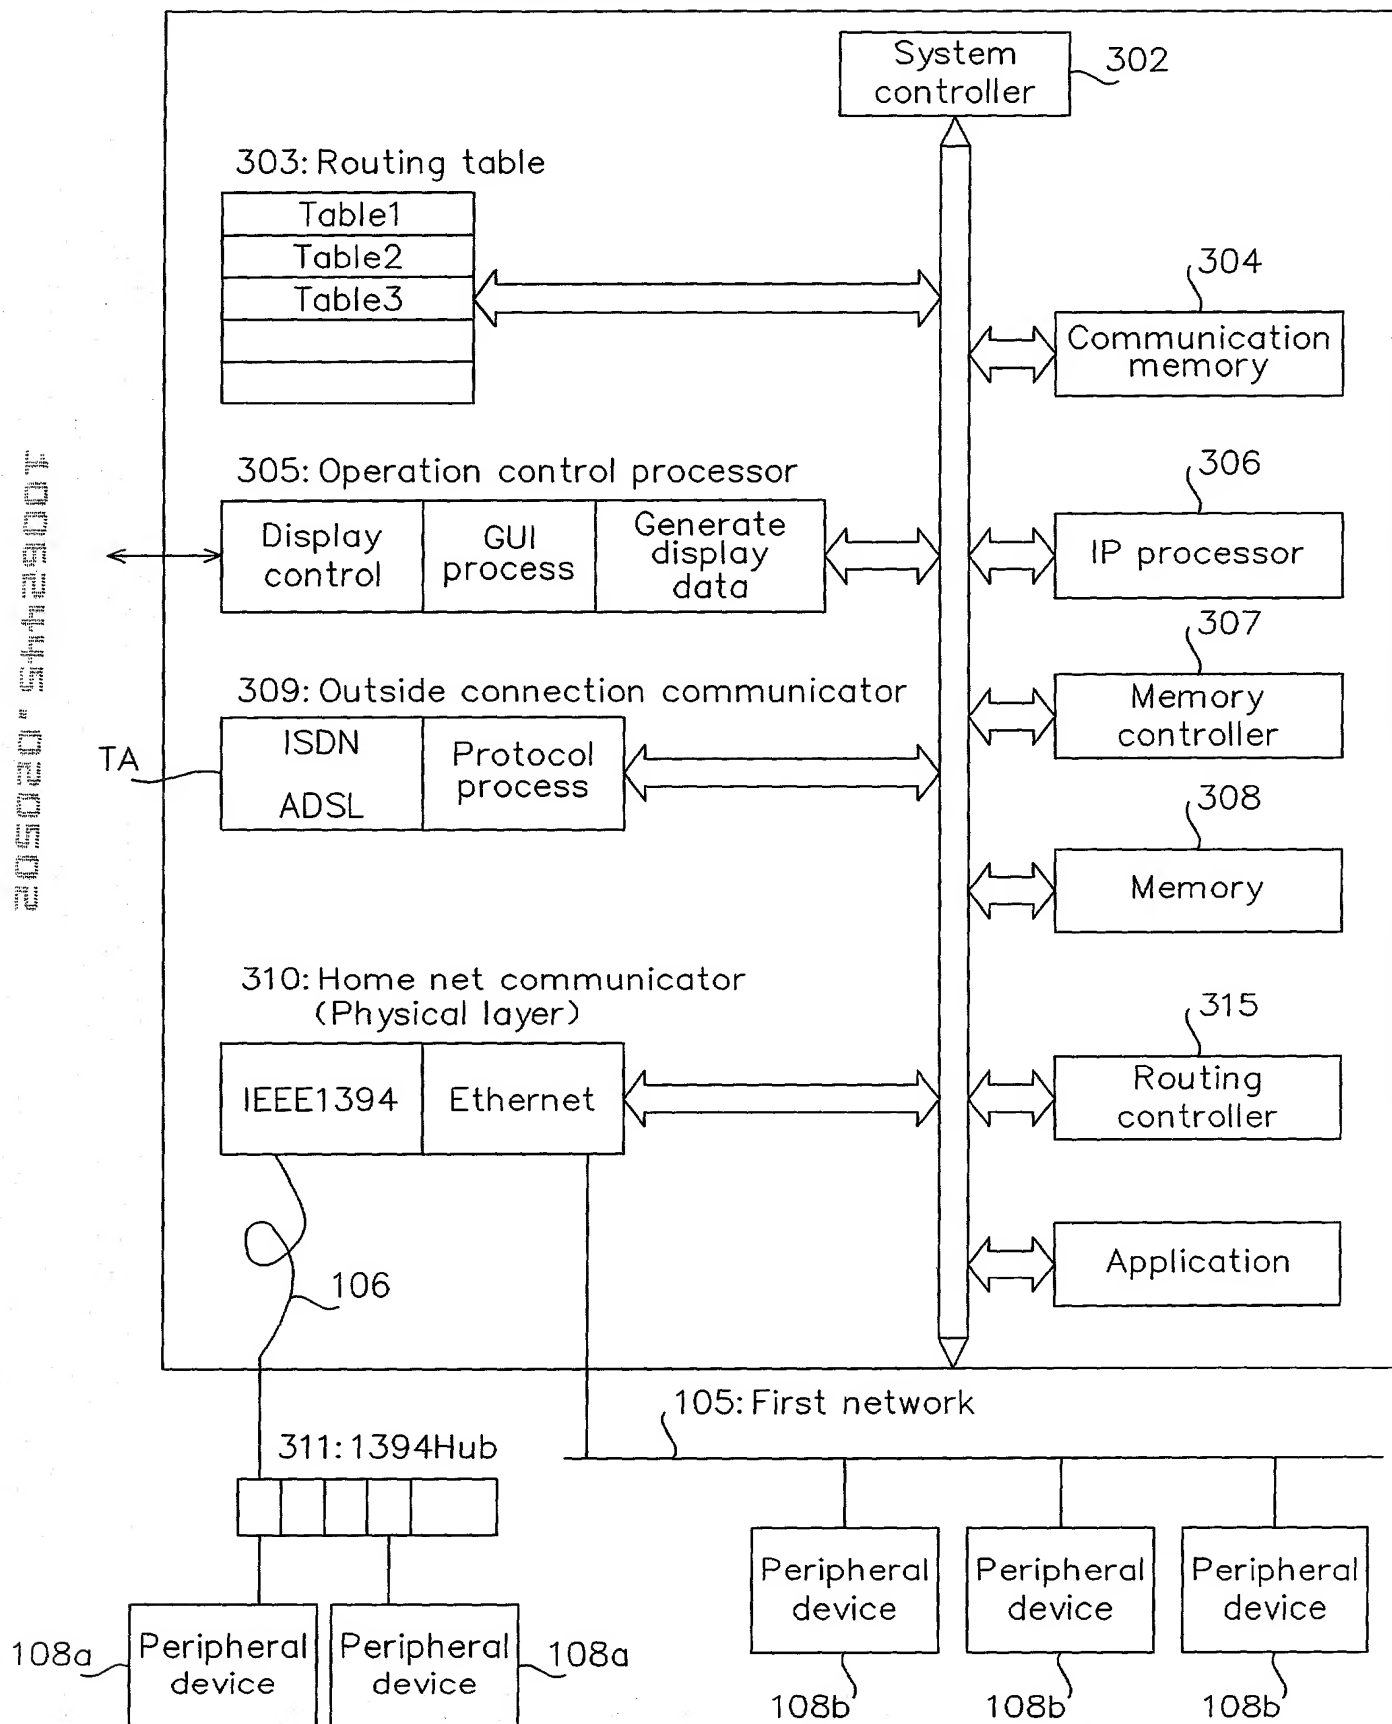 System
controller
302
303: Routing table
Table1
Table2
Table3
304
Communication
memory
305: Operation control processor
Display
control
GUI
process
Generate
display
data
306
IP processor
307
Memory
controller
309: Outside connection communicator
TA
ISDN
ADSL
Protocol
process
308
Memory
310: Home net communicator
(Physical layer)
IEEE1394
Ethernet
315
Routing
controller
Application
106
105: First network
311: 1394Hub
Peripheral
device
Peripheral
device
Peripheral
device
108b
108b
108b
108a
Peripheral
device
Peripheral
device
108a
10062445.020502